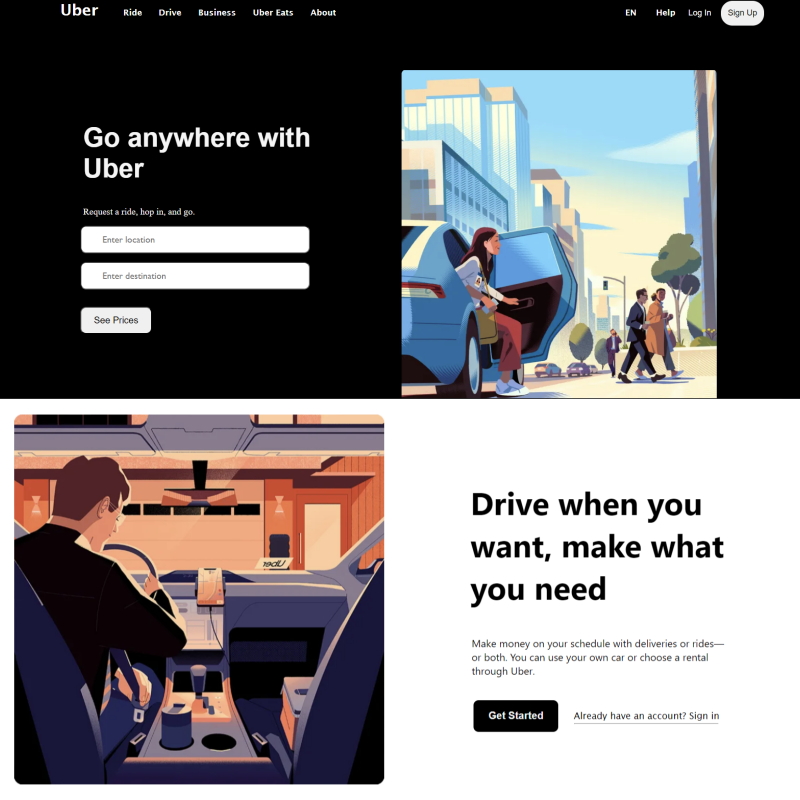 Uber Ride Drive Business Uber Eats About EN Help Log In Sign Up
Go anywhere with
Uber
Request a ride, hop in, and go.
Enter location
Enter destination
See Prices
Uber
Drive when you
want, make what
you need
Make money on your schedule with deliveries or rides—
or both. You can use your own car or choose a rental
through Uber.
Get Started Already have an account? Sign in